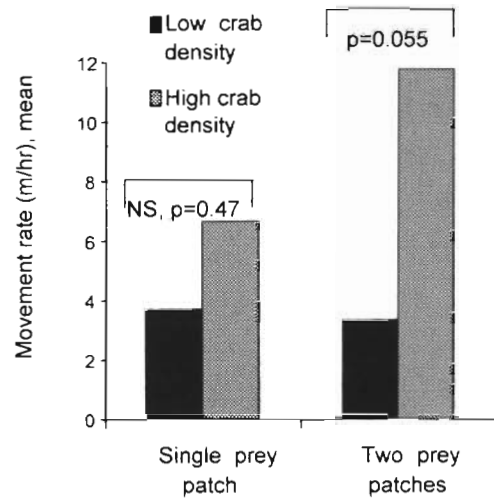 Low crab
density
High crab
density
p=0.055
NS, p=0.47
Movement rate (m/hr), mean
12
10
8
6
4
2
0
Single prey
patch
Two prey
patches